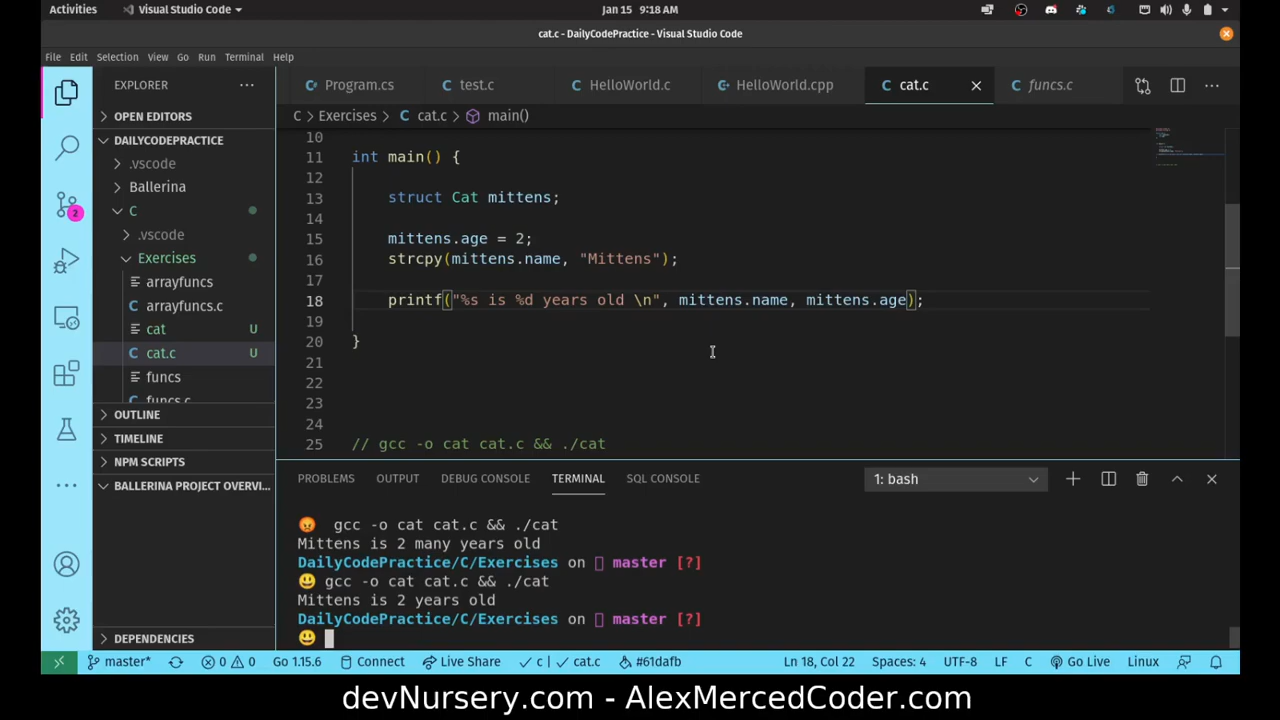 Activities
Visual Studio Code
Jan 15 9:18 AM
cat.c - DailyCodePractice - Visual Studio Code
File Edit Selection View Go Run Terminal Help
EXPLORER
Program.cs
test.c
HelloWorld.c
HelloWorld.cpp
cat.c
funcs.c
OPEN EDITORS
DAILYCODEPRACTICE
.vscode
Ballerina
C
.vscode
Exercises
arrayfuncs
arrayfuncs.c
cat U
cat.c U
funcs
funcs.c
OUTLINE
TIMELINE
NPM SCRIPTS
BALLERINA PROJECT OVERVI...
DEPENDENCIES
2
C > Exercises > C cat.c > main()
10
11 int main() {
12
13 struct Cat mittens;
14
15 mittens.age = 2;
16 strcpy(mittens.name, "Mittens");
17
18 printf("%s is %d years old \n", mittens.name, mittens.age);
19
20 }
21
22
23
24
25 // gcc -o cat cat.c && ./cat
PROBLEMS OUTPUT DEBUG CONSOLE TERMINAL SQL CONSOLE
1: bash
😡 gcc -o cat cat.c && ./cat
Mittens is 2 many years old
DailyCodePractice/C/Exercises on master [?]
😃 gcc -o cat cat.c && ./cat
Mittens is 2 years old
DailyCodePractice/C/Exercises on master [?]
😃
master* 0 0 Go 1.15.6 Connect Live Share c | cat.c #61dafb Ln 18, Col 22 Spaces: 4 UTF-8 LF C Go Live Linux
devNursery.com - AlexMercedCoder.com